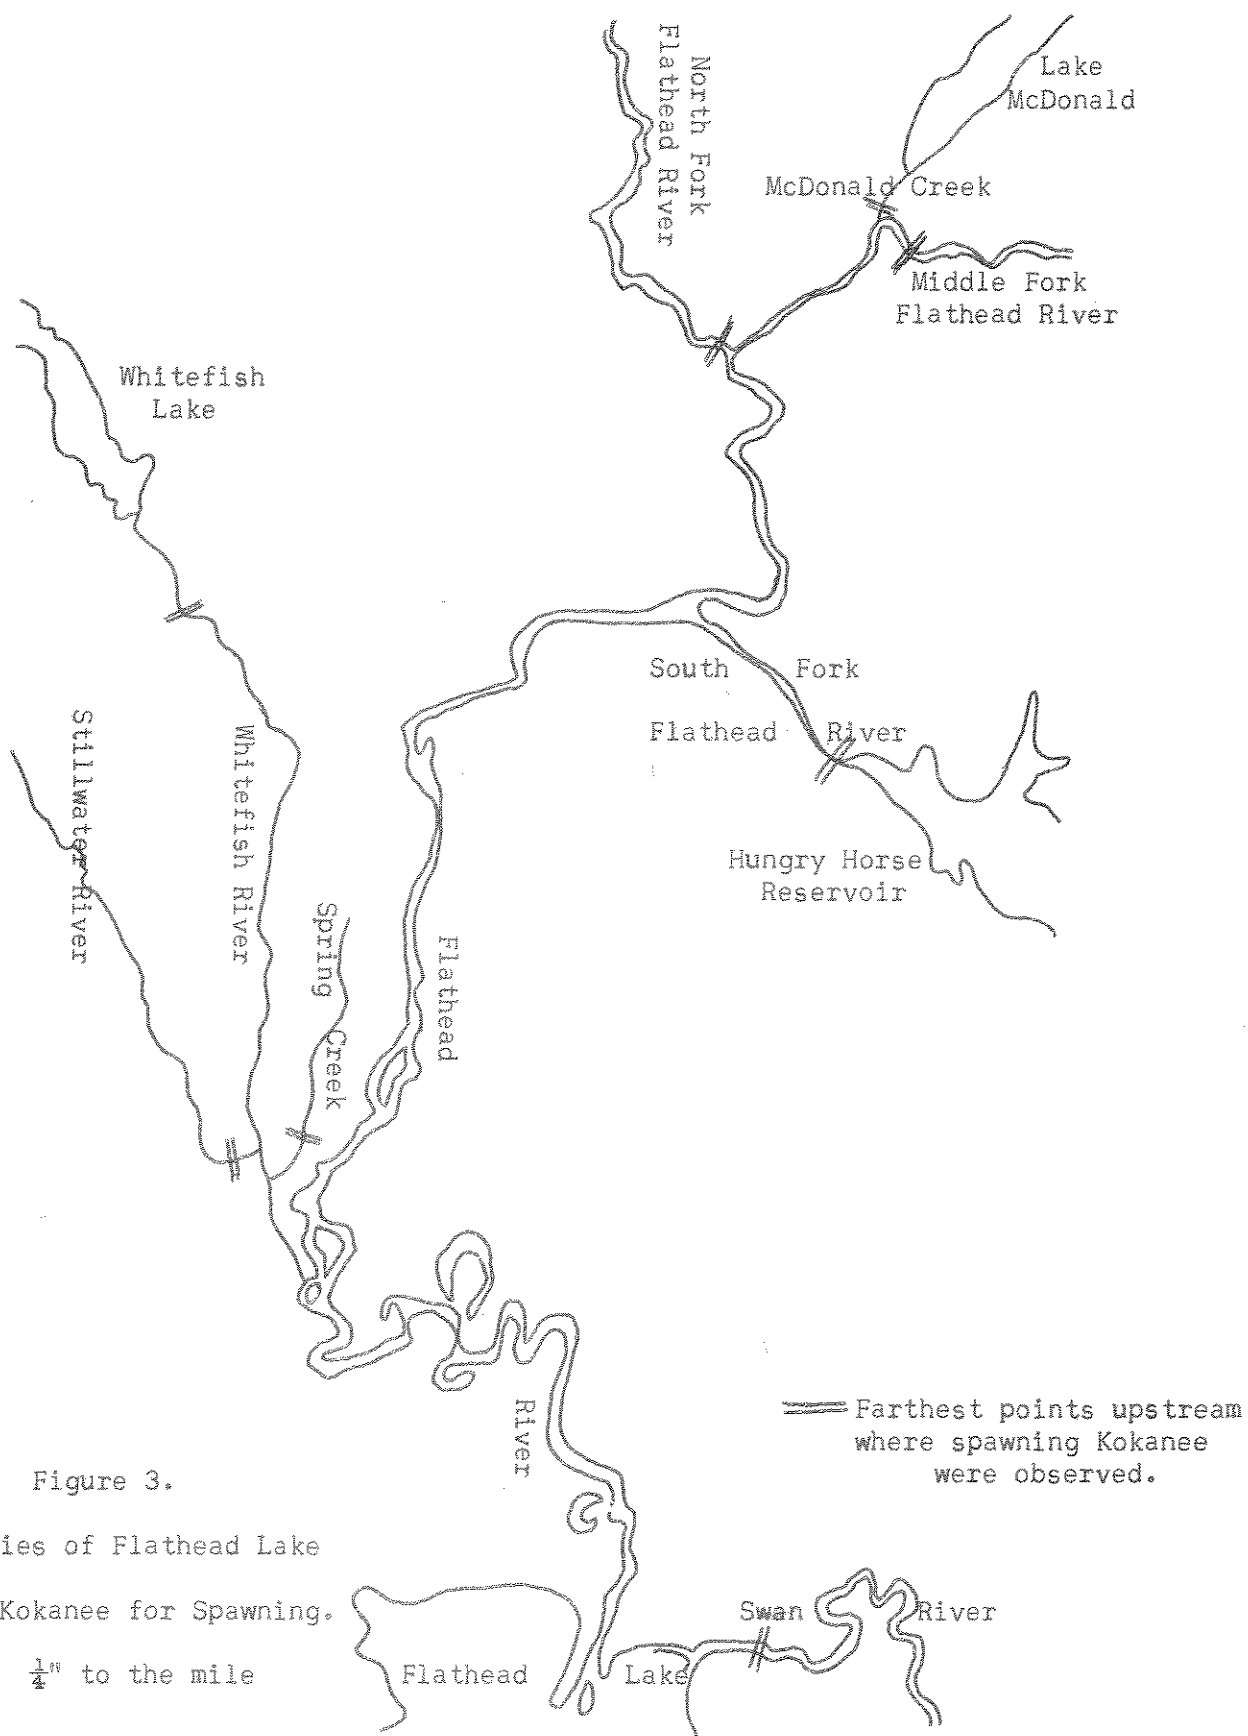 North Fork
Flathead River
Lake
McDonald
McDonald Creek
Middle Fork
Flathead River
Whitefish
Lake
South Fork
Flathead River
Hungry Horse
Reservoir
Stillwater River
Whitefish River
Spring Creek
Flathead
River
Farthest points upstream
where spawning Kokanee
were observed.
Figure 3.
ies of Flathead Lake
Kokanee for Spawning.
¼" to the mile
Flathead Lake
Swan River